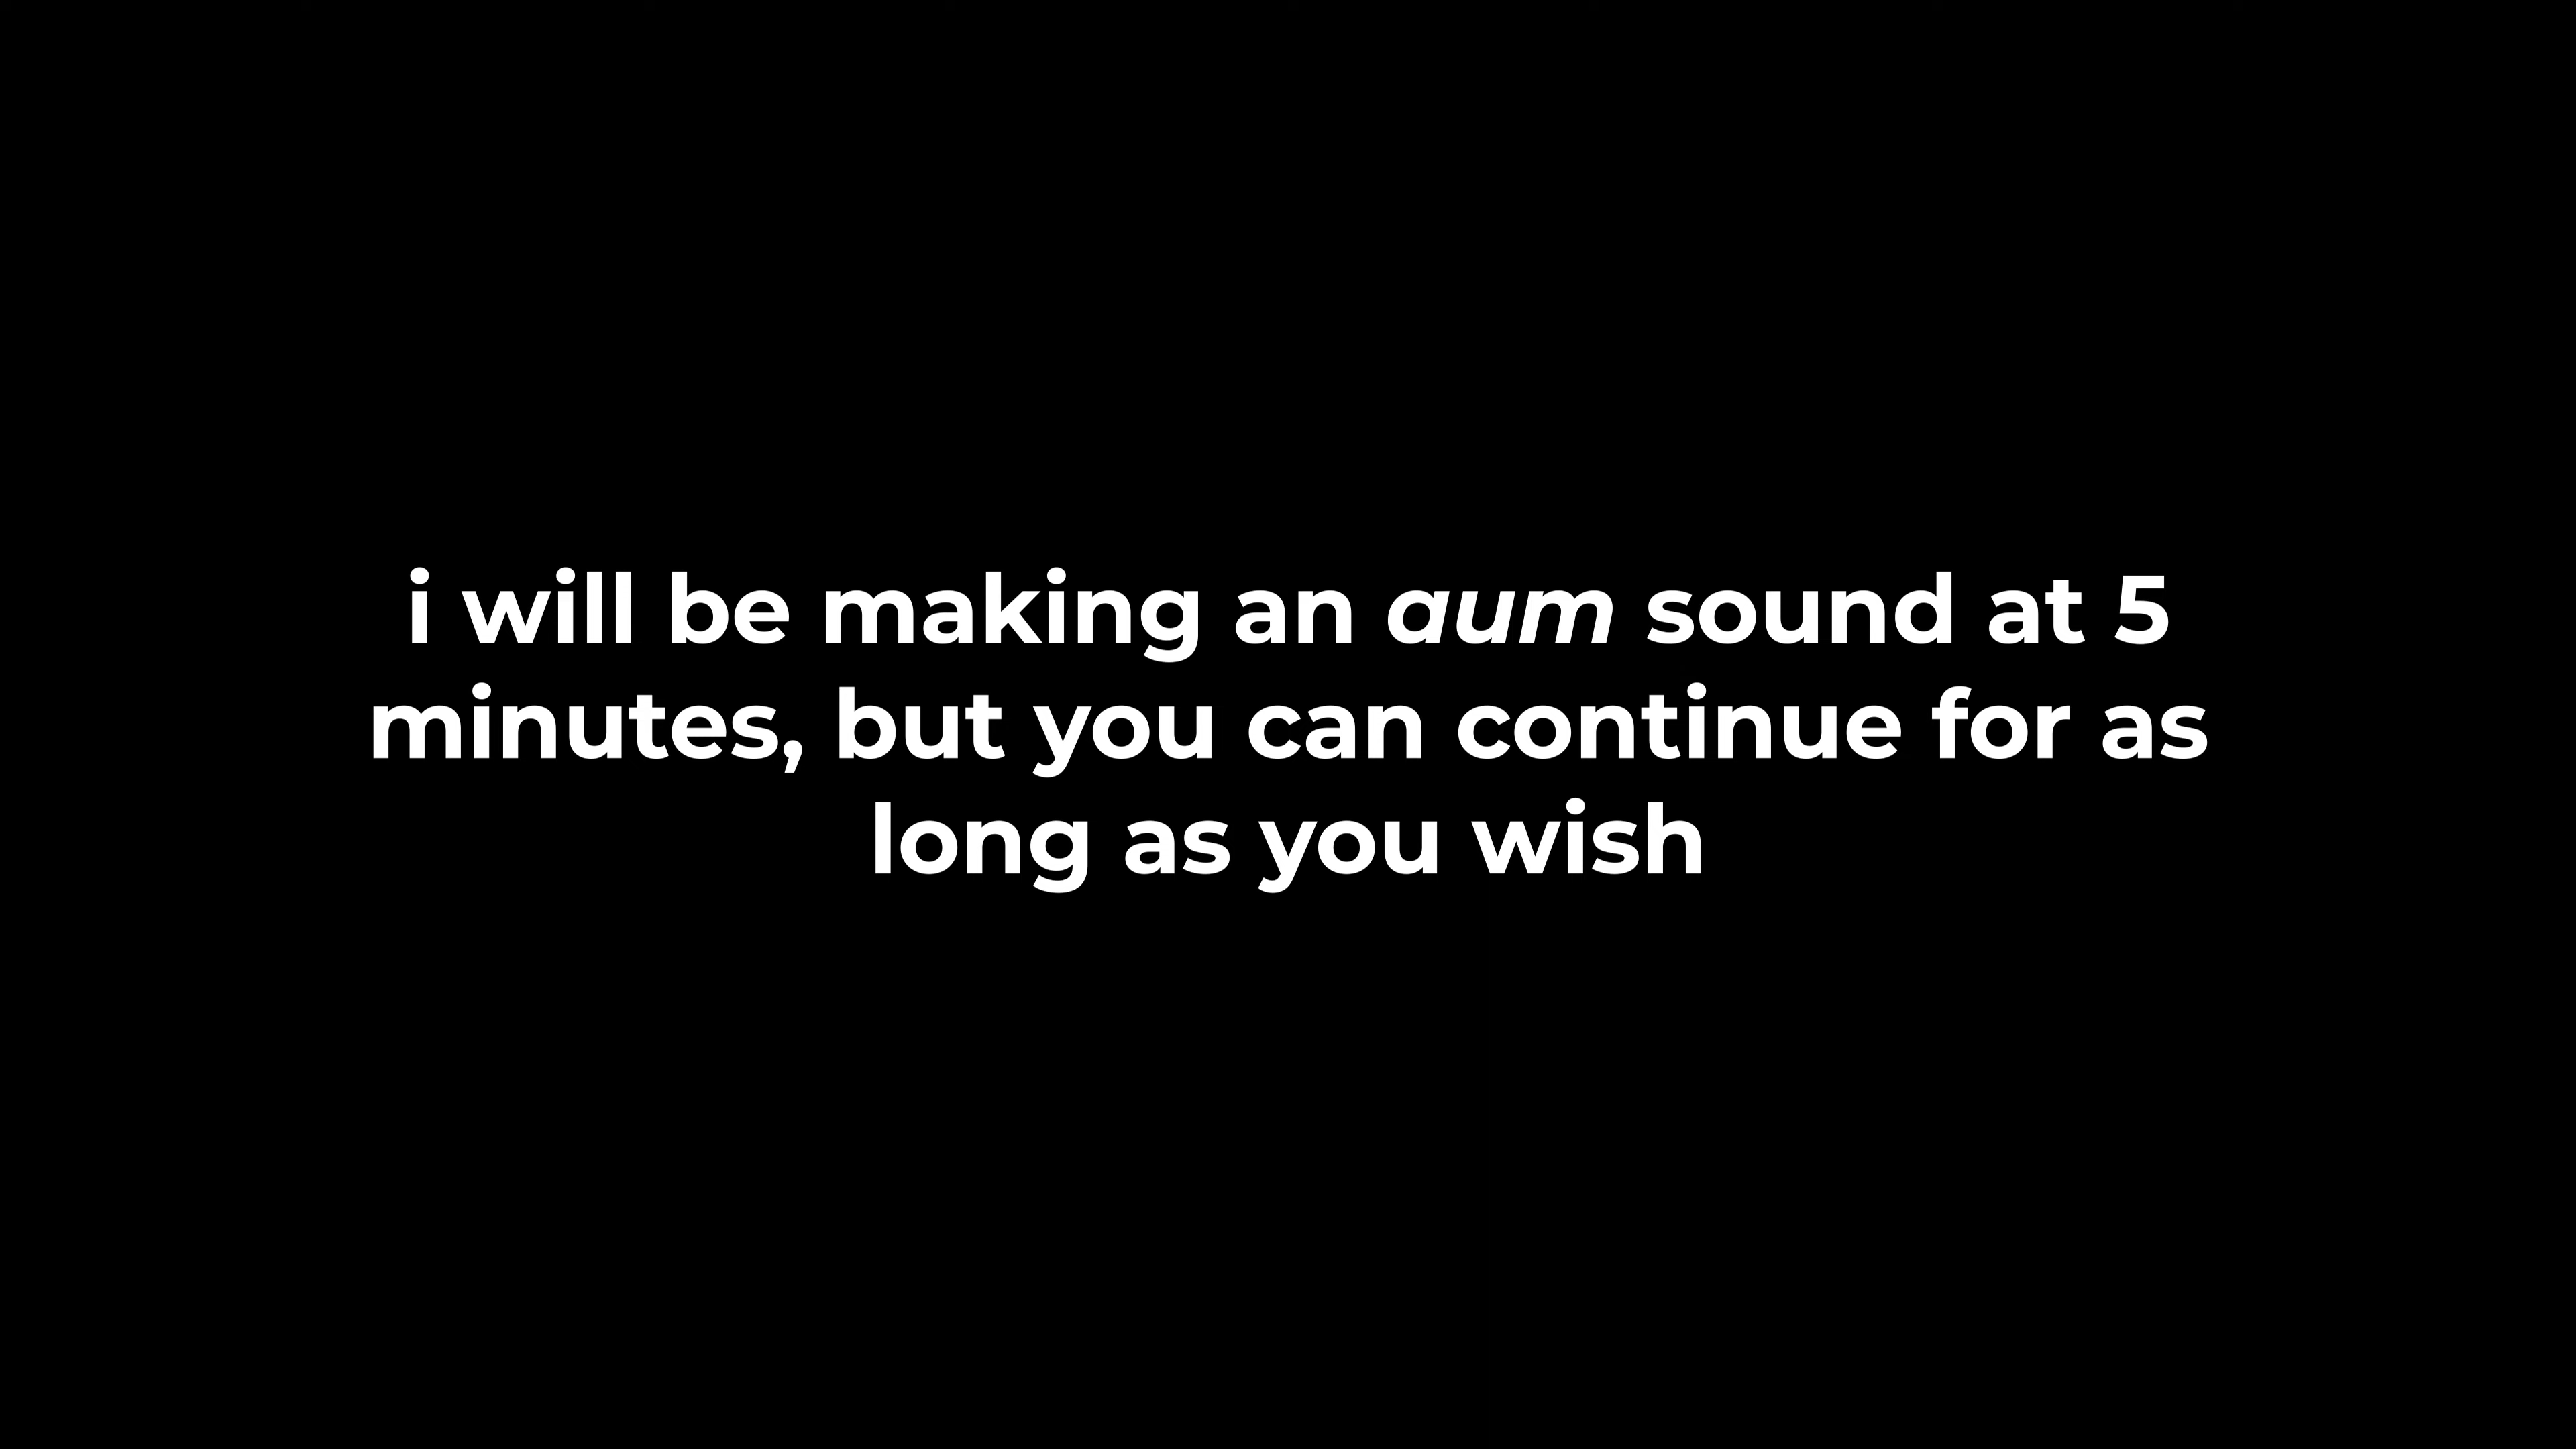 i will be making an aum sound at 5
minutes, but you can continue for as
long as you wish